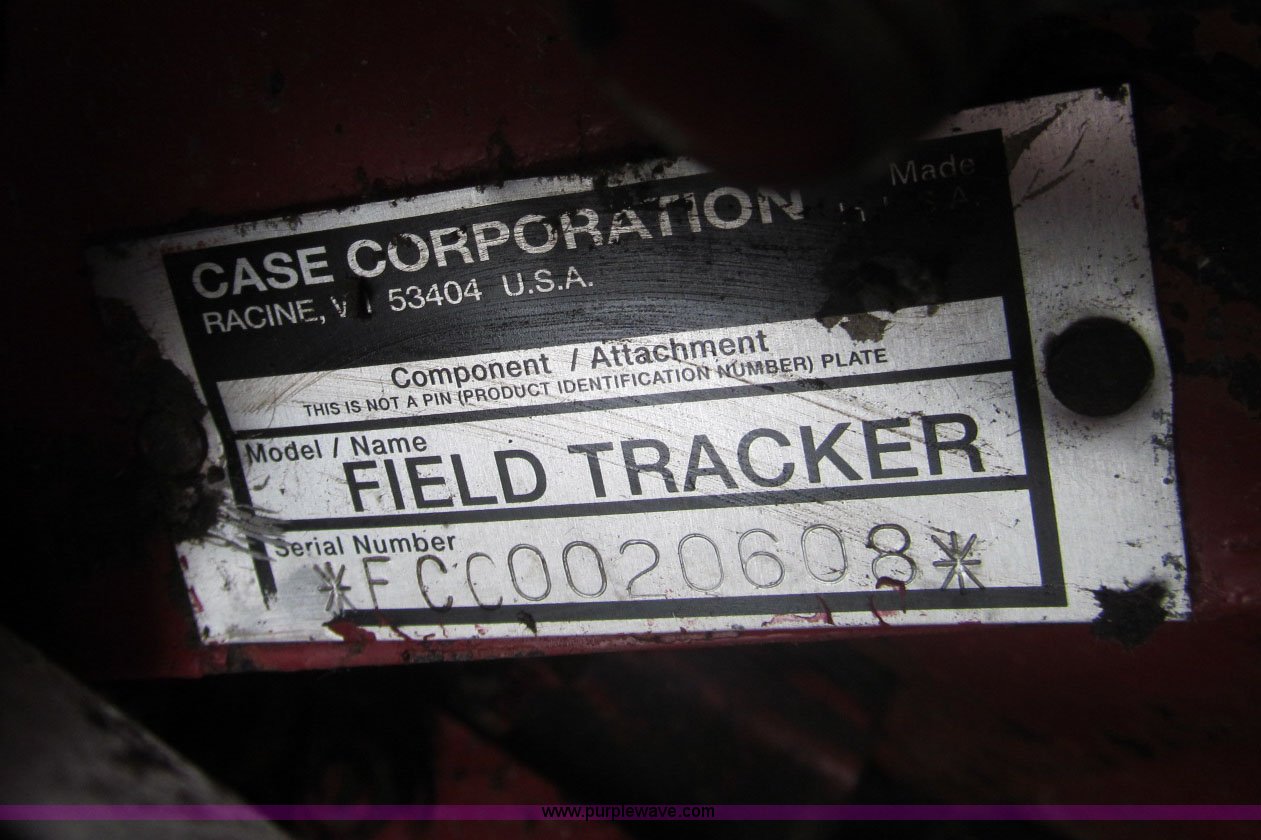 CASE CORPORATION
Made
RACINE, 53404 U.S.A.
Component / Attachment
THIS IS NOT A PIN (PRODUCT IDENTIFICATION NUMBER) PLATE
Model / Name
FIELD TRACKER
Serial Number
*FCC0020608*
www.purplewave.com